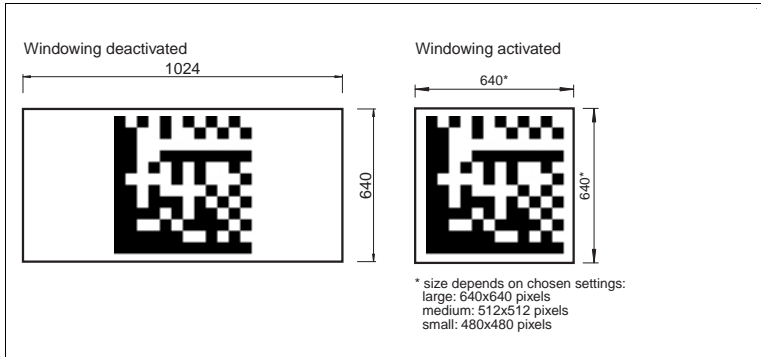 Windowing deactivated
1024
640
Windowing activated
640*
640*
* size depends on chosen settings:
large: 640x640 pixels
medium: 512x512 pixels
small: 480x480 pixels